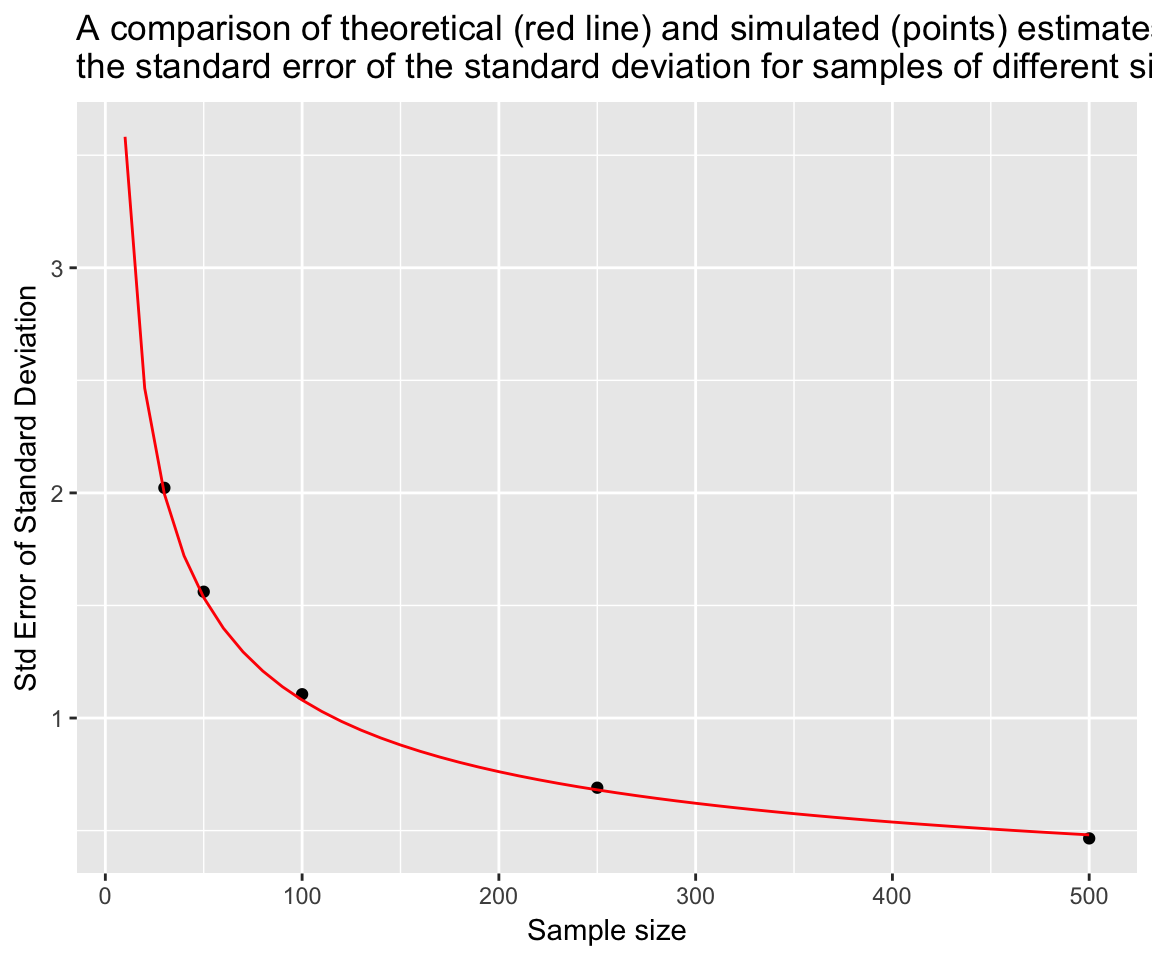 A comparison of theoretical (red line) and simulated (points) estimates
the standard error of the standard deviation for samples of different si
Std Error of Standard Deviation
3
2
1
0 100 200 300 400 500
Sample size